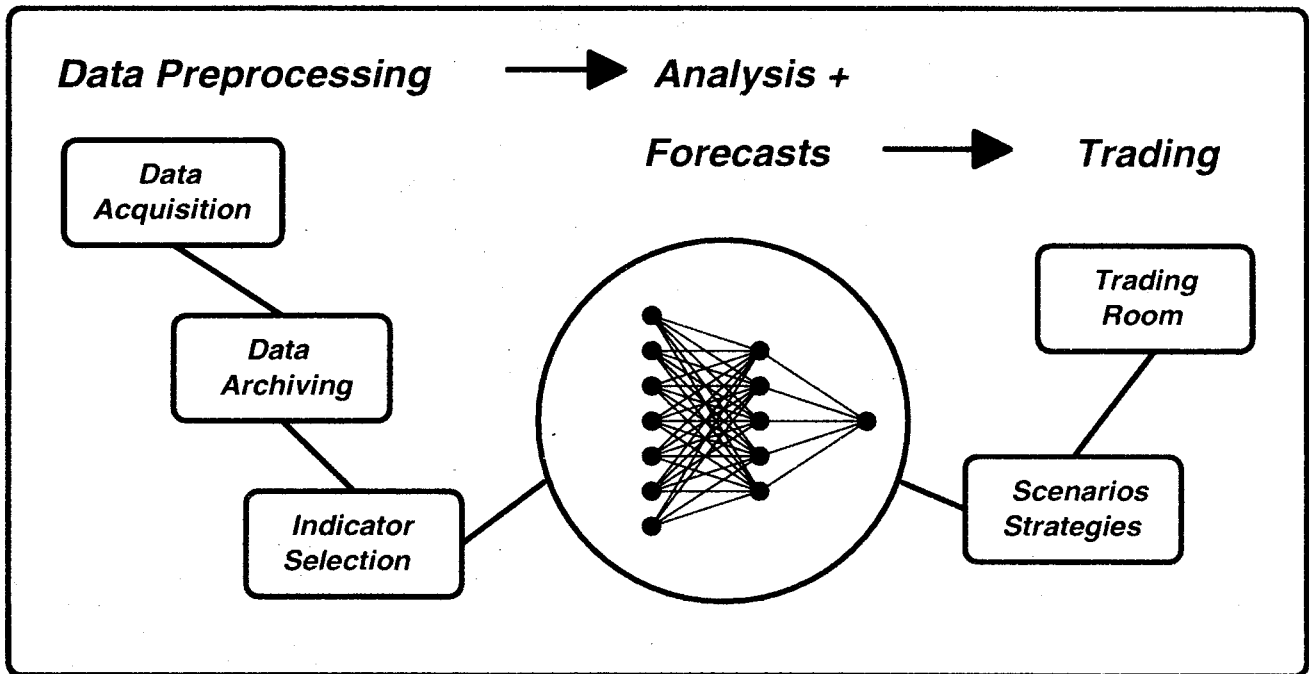 Data Preprocessing
Analysis +
Forecasts
Trading
Data
Acquisition
Data
Archiving
Indicator
Selection
Trading
Room
Scenarios
Strategies